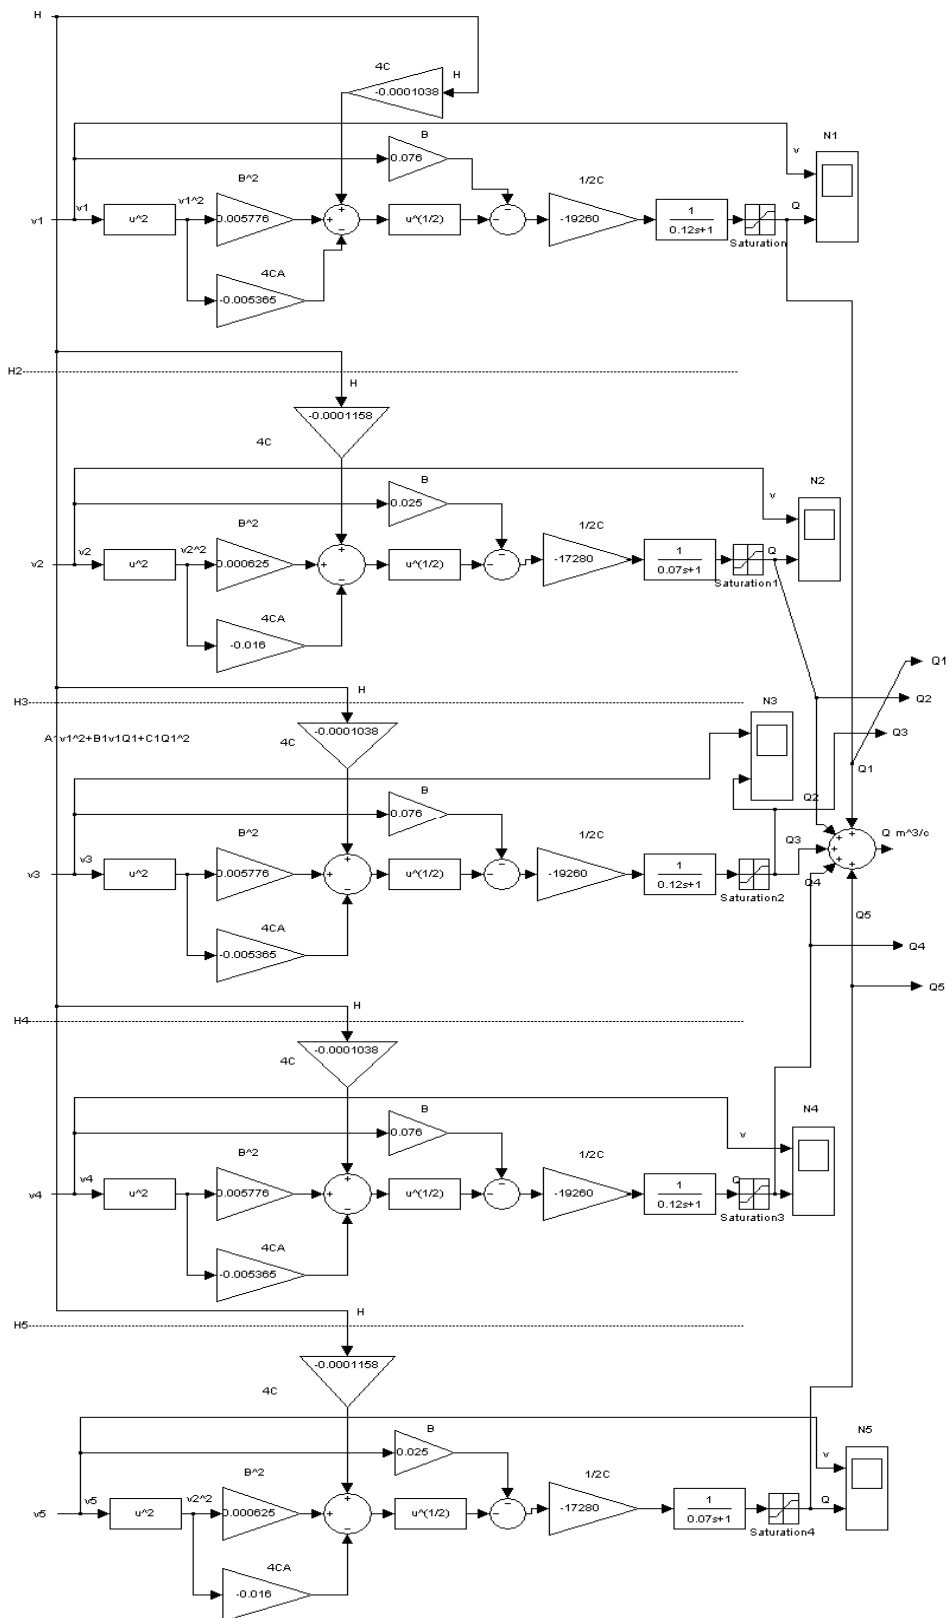 H
4C
H
-0.0001038
B
v
N1
0.076
B^2
1/2C
v1
v1
v1^2
u^2
0.005776
+
+
−
u^(1/2)
−
−
-19260
1
0.12s+1
Saturation
Q
4CA
-0.005365
H2
H
-0.0001158
4C
B
v
N2
0.025
B^2
1/2C
v2
v2
v2^2
u^2
0.000625
+
+
−
u^(1/2)
−
−
-17280
1
0.07s+1
Saturation1
Q
4CA
-0.016
Q1
H
H3
Q2
N3
-0.0001038
4C
Q3
A1v1^2+B1v1Q1+C1Q1^2
Q1
B
Q2
0.076
B^2
1/2C
Q3
Q m^3/c
+
+
+
+
+
v3
v3
u^2
0.005776
+
+
−
u^(1/2)
−
−
-19260
1
0.12s+1
Saturation2
Q4
4CA
Q5
-0.005365
Q4
Q5
H
H4
-0.0001038
4C
B
N4
0.076
v
B^2
1/2C
v4
v4
u^2
0.005776
+
+
−
u^(1/2)
−
−
-19260
1
0.12s+1
Q
Saturation3
4CA
-0.005365
H
H5
-0.0001158
4C
B
N5
0.025
v
B^2
1/2C
v5
v5
v2^2
u^2
0.000625
+
+
−
u^(1/2)
−
−
-17280
1
0.07s+1
Saturation4
Q
4CA
-0.016